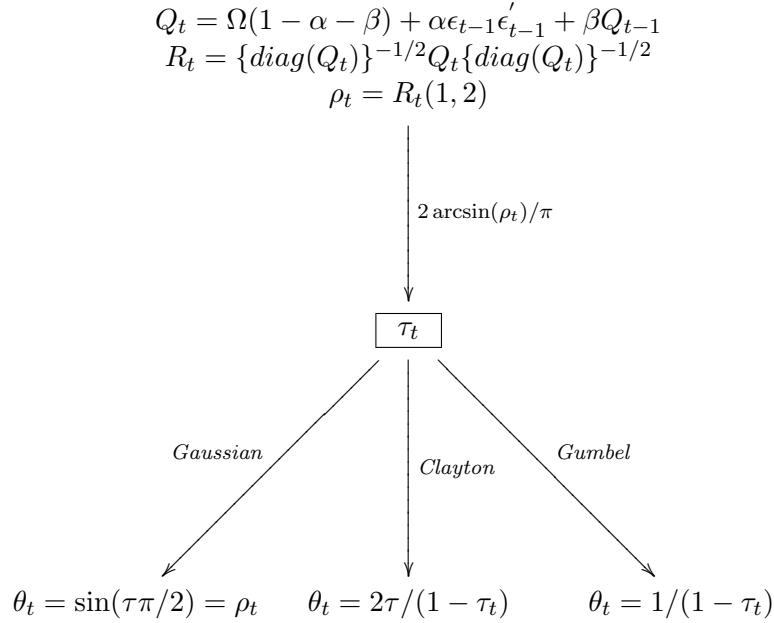 Q_t = Ω(1 − α − β) + αϵ_{t−1}ϵ_{t−1}^{'} + βQ_{t−1}
R_t = {diag(Q_t)}^{−1/2}Q_t{diag(Q_t)}^{−1/2}
ρ_t = R_t(1, 2)
2 arcsin(ρ_t)/π
τ_t
Gaussian
Clayton
Gumbel
θ_t = sin(τπ/2) = ρ_t
θ_t = 2τ/(1 − τ_t)
θ_t = 1/(1 − τ_t)